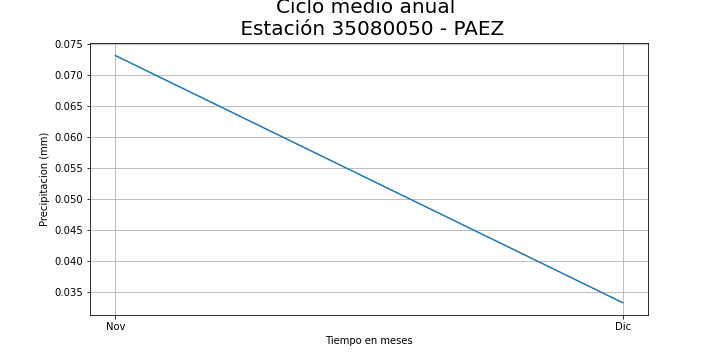 Ciclo medio anual
Estación 35080050 - PAEZ
0.075
0.070
0.065
0.060
0.055
0.050
0.045
0.040
0.035
Precipitacion (mm)
Nov
Dic
Tiempo en meses